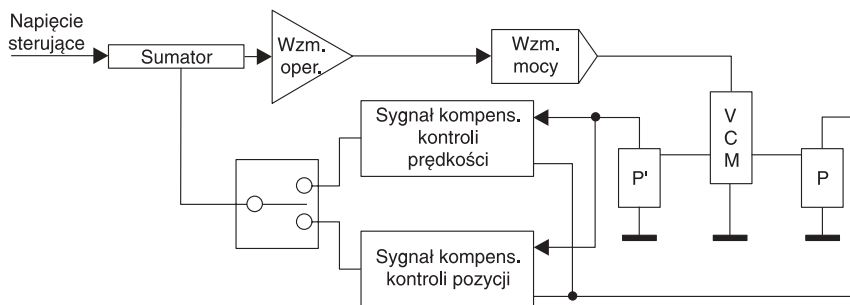 Napięcie
sterujące
Sumator
Wzm.
oper.
Wzm.
mocy
Sygnał kompens.
kontroli
prędkości
V
C
M
P'
P
Sygnał kompens.
kontroli pozycji